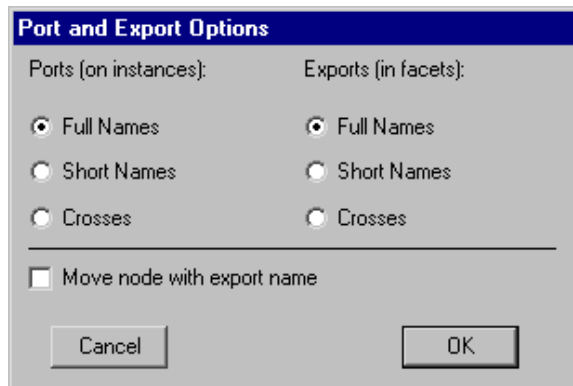 Port and Export Options
Ports (on instances): Exports (in facets):
Full Names Full Names
Short Names Short Names
Crosses Crosses
Move node with export name
Cancel OK